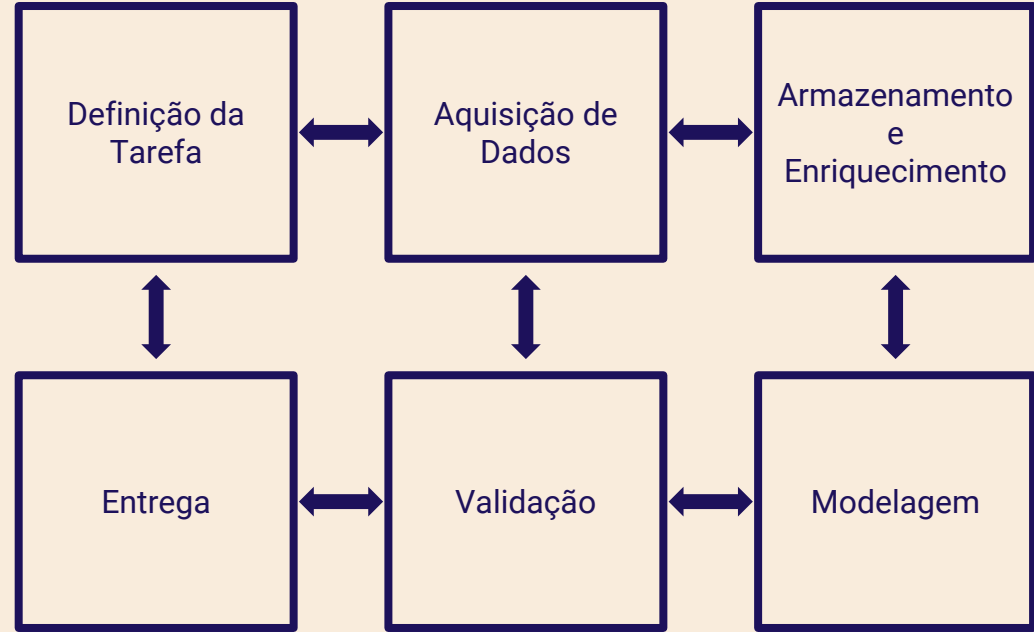 Definição da
Tarefa
Aquisição de
Dados
Armazenamento
e
Enriquecimento
Entrega
Validação
Modelagem